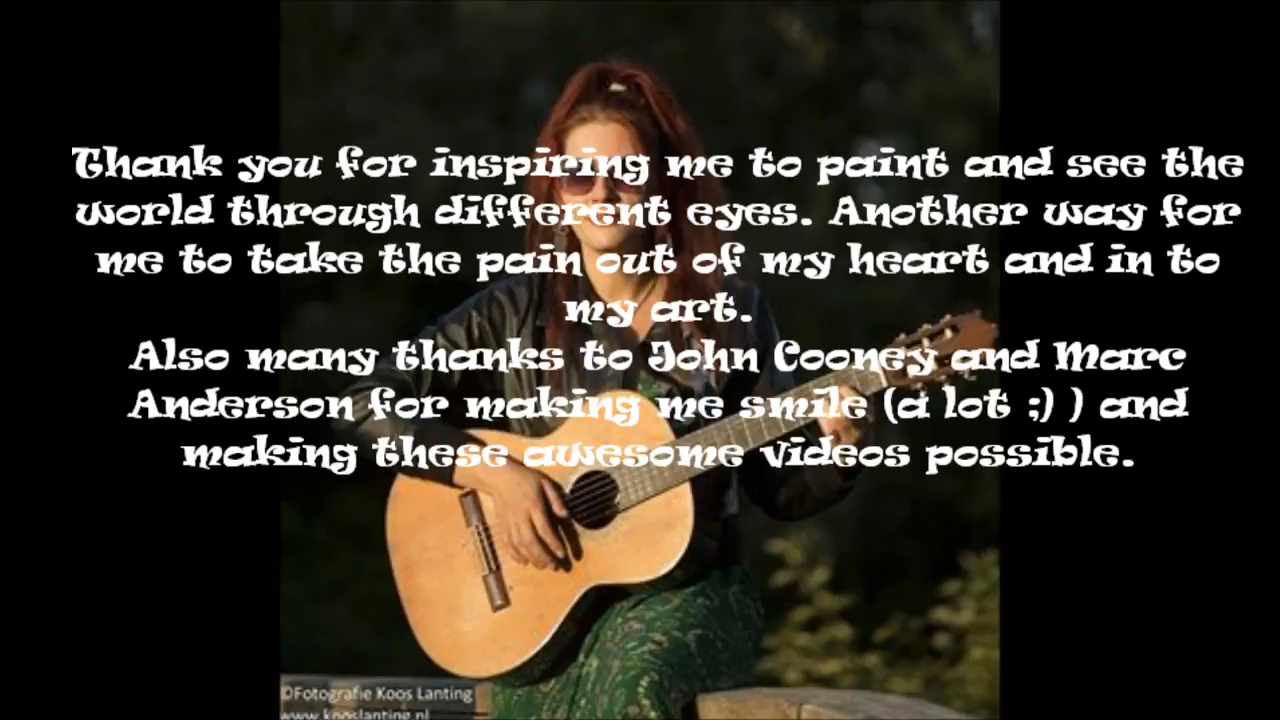 Thank you for inspiring me to paint and see the
world through different eyes. Another way for
me to take the pain out of my heart and in to
my art.
Also many thanks to John Cooney and Marc
Anderson for making me smile (a lot ;) ) and
making these awesome videos possible.
©Fotografie Koos Lanting
www.kooslanting.nl